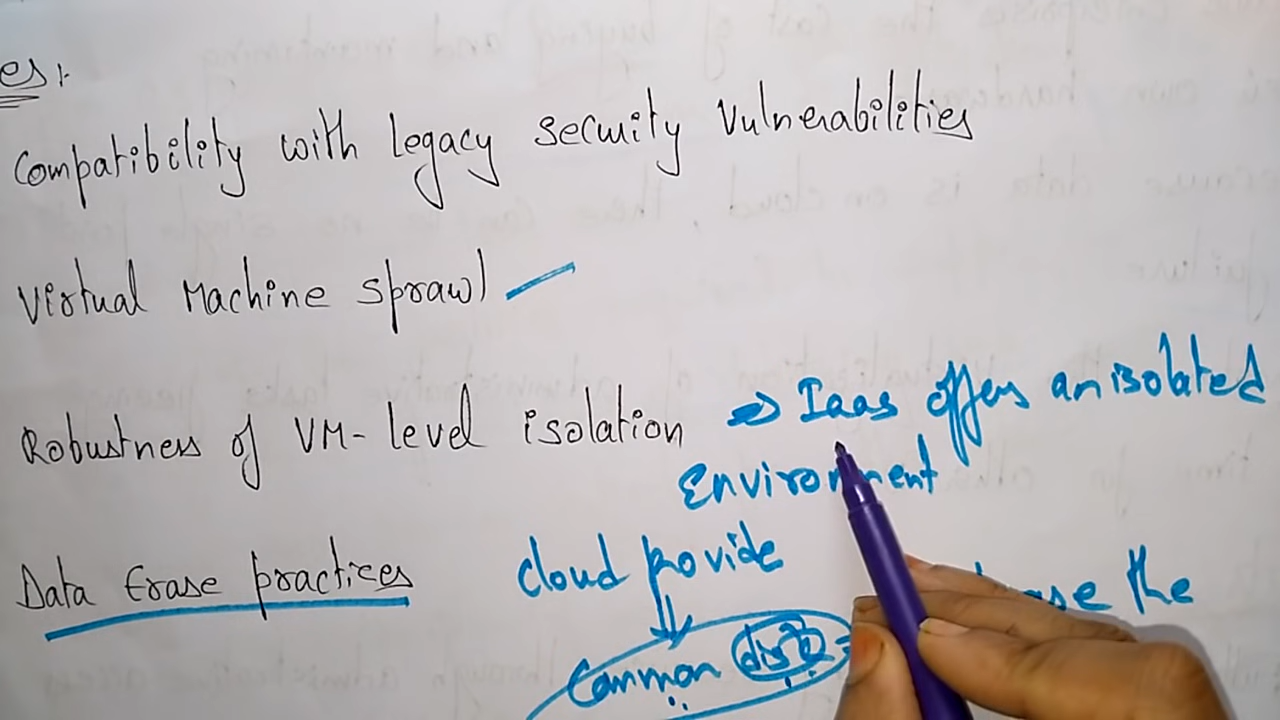 es:
Compatibility with Legacy Security Vulnerabilities
Virtual Machine sprawl
Robustness of VM-level isolation → Iaas offers an isolated
Environment
Data Erase practices
cloud provide
the
Common disk